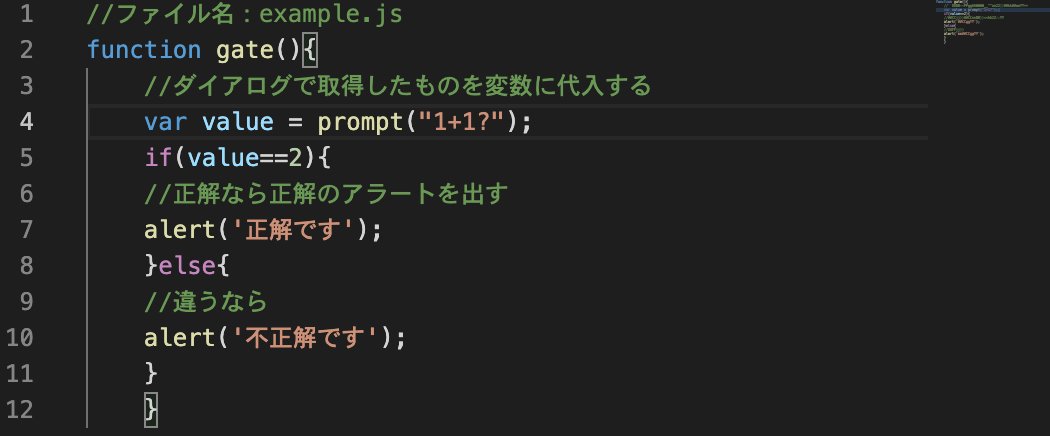 1 //ファイル名：example.js
2 function gate(){
3 //ダイアログで取得したものを変数に代入する
4 var value = prompt("1+1?");
5 if(value==2){
6 //正解なら正解のアラートを出す
7 alert('正解です');
8 }else{
9 //違うなら
10 alert('不正解です');
11 }
12 }